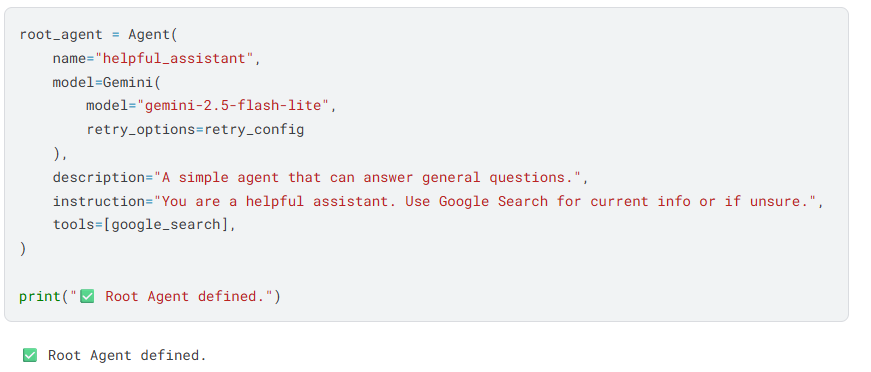 root_agent = Agent(
    name="helpful_assistant",
    model=Gemini(
        model="gemini-2.5-flash-lite",
        retry_options=retry_config
    ),
    description="A simple agent that can answer general questions.",
    instruction="You are a helpful assistant. Use Google Search for current info or if unsure.",
    tools=[google_search],
)

print("✅ Root Agent defined.")
✅ Root Agent defined.